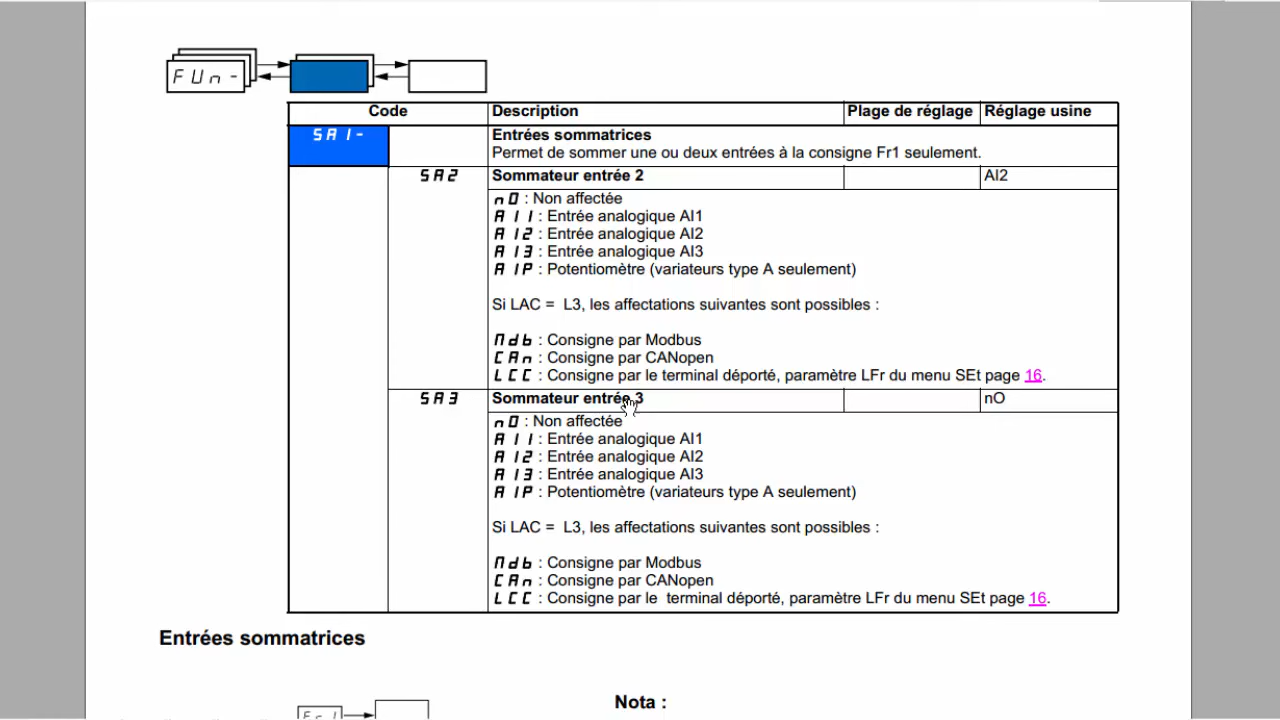 FUn-
Code Description Plage de réglage Réglage usine
SA1- Entrées sommatrices
Permet de sommer une ou deux entrées à la consigne Fr1 seulement.
SA2 Sommateur entrée 2 AI2
nO : Non affectée
AI1 : Entrée analogique AI1
AI2 : Entrée analogique AI2
AI3 : Entrée analogique AI3
AIP : Potentiomètre (variateurs type A seulement)
Si LAC = L3, les affectations suivantes sont possibles :
Mdb : Consigne par Modbus
CAn : Consigne par CANopen
LCC : Consigne par le terminal déporté, paramètre LFr du menu SEt page 16.
SA3 Sommateur entrée 3 nO
nO : Non affectée
AI1 : Entrée analogique AI1
AI2 : Entrée analogique AI2
AI3 : Entrée analogique AI3
AIP : Potentiomètre (variateurs type A seulement)
Si LAC = L3, les affectations suivantes sont possibles :
Mdb : Consigne par Modbus
CAn : Consigne par CANopen
LCC : Consigne par le terminal déporté, paramètre LFr du menu SEt page 16.
Entrées sommatrices
Nota :
Fr1